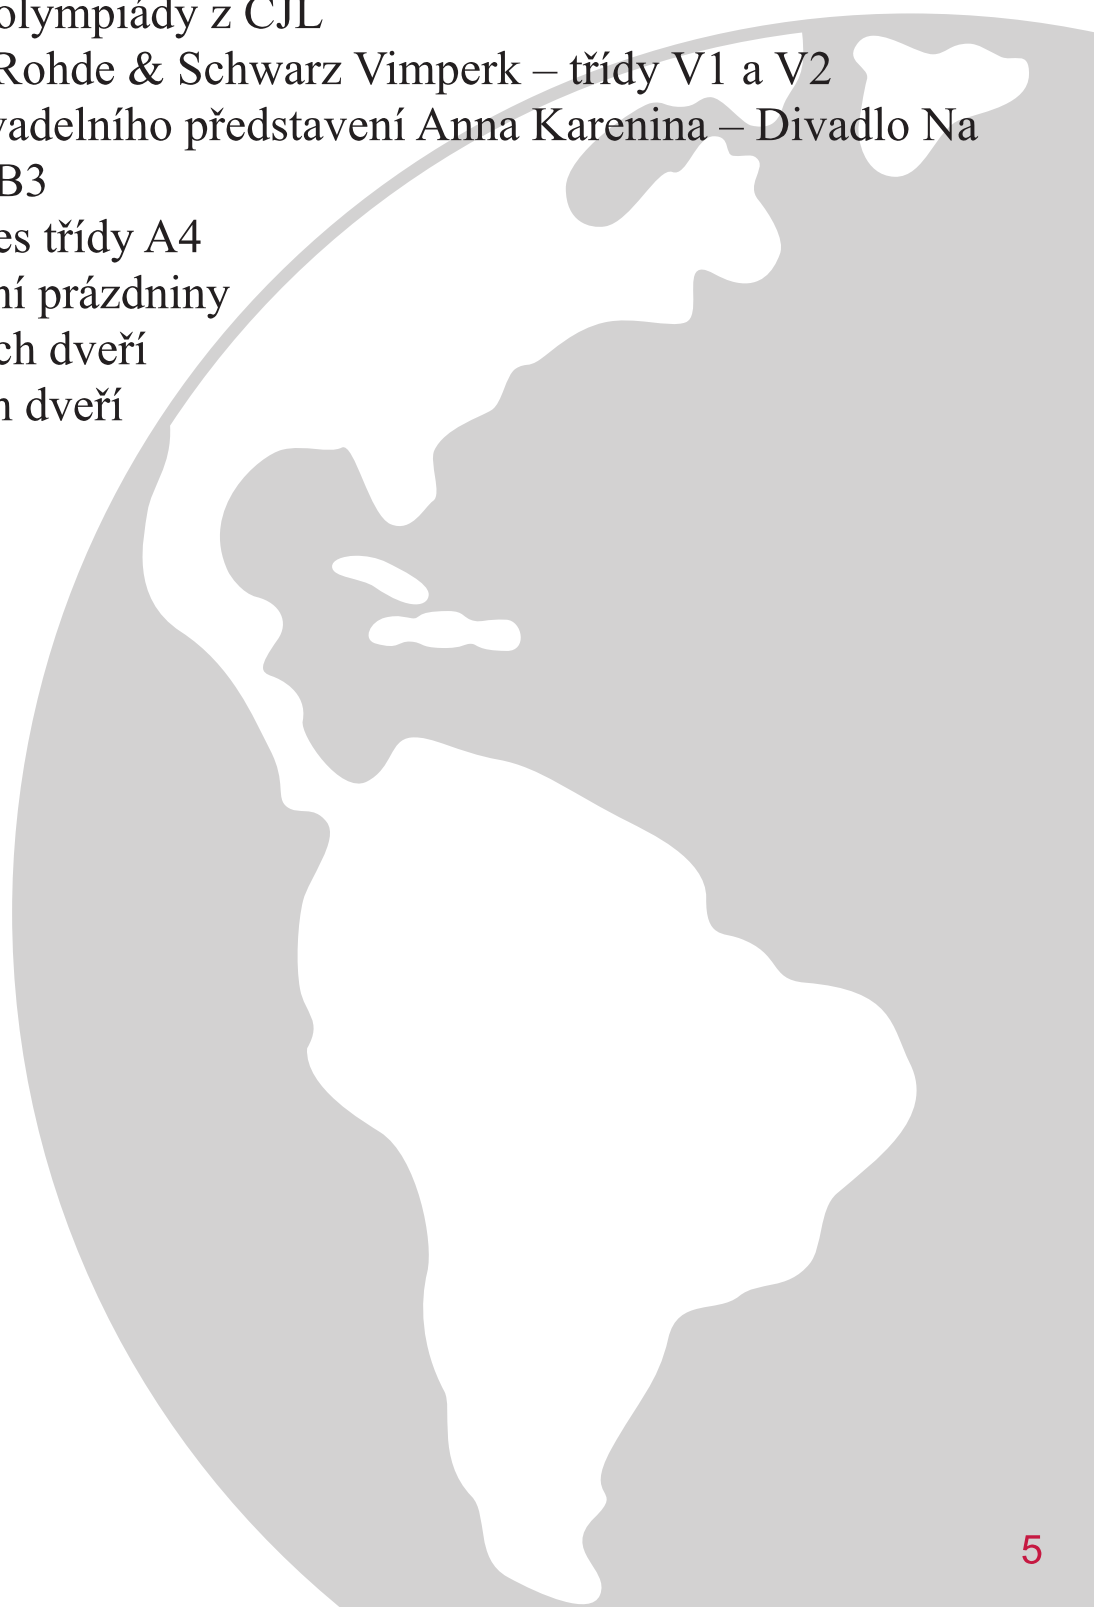 olympiády z CJL
Rohde & Schwarz Vimperk – třídy V1 a V2
vadelního představení Anna Karenina – Divadlo Na
B3
es třídy A4
ní prázdniny
ch dveří
n dveří
5